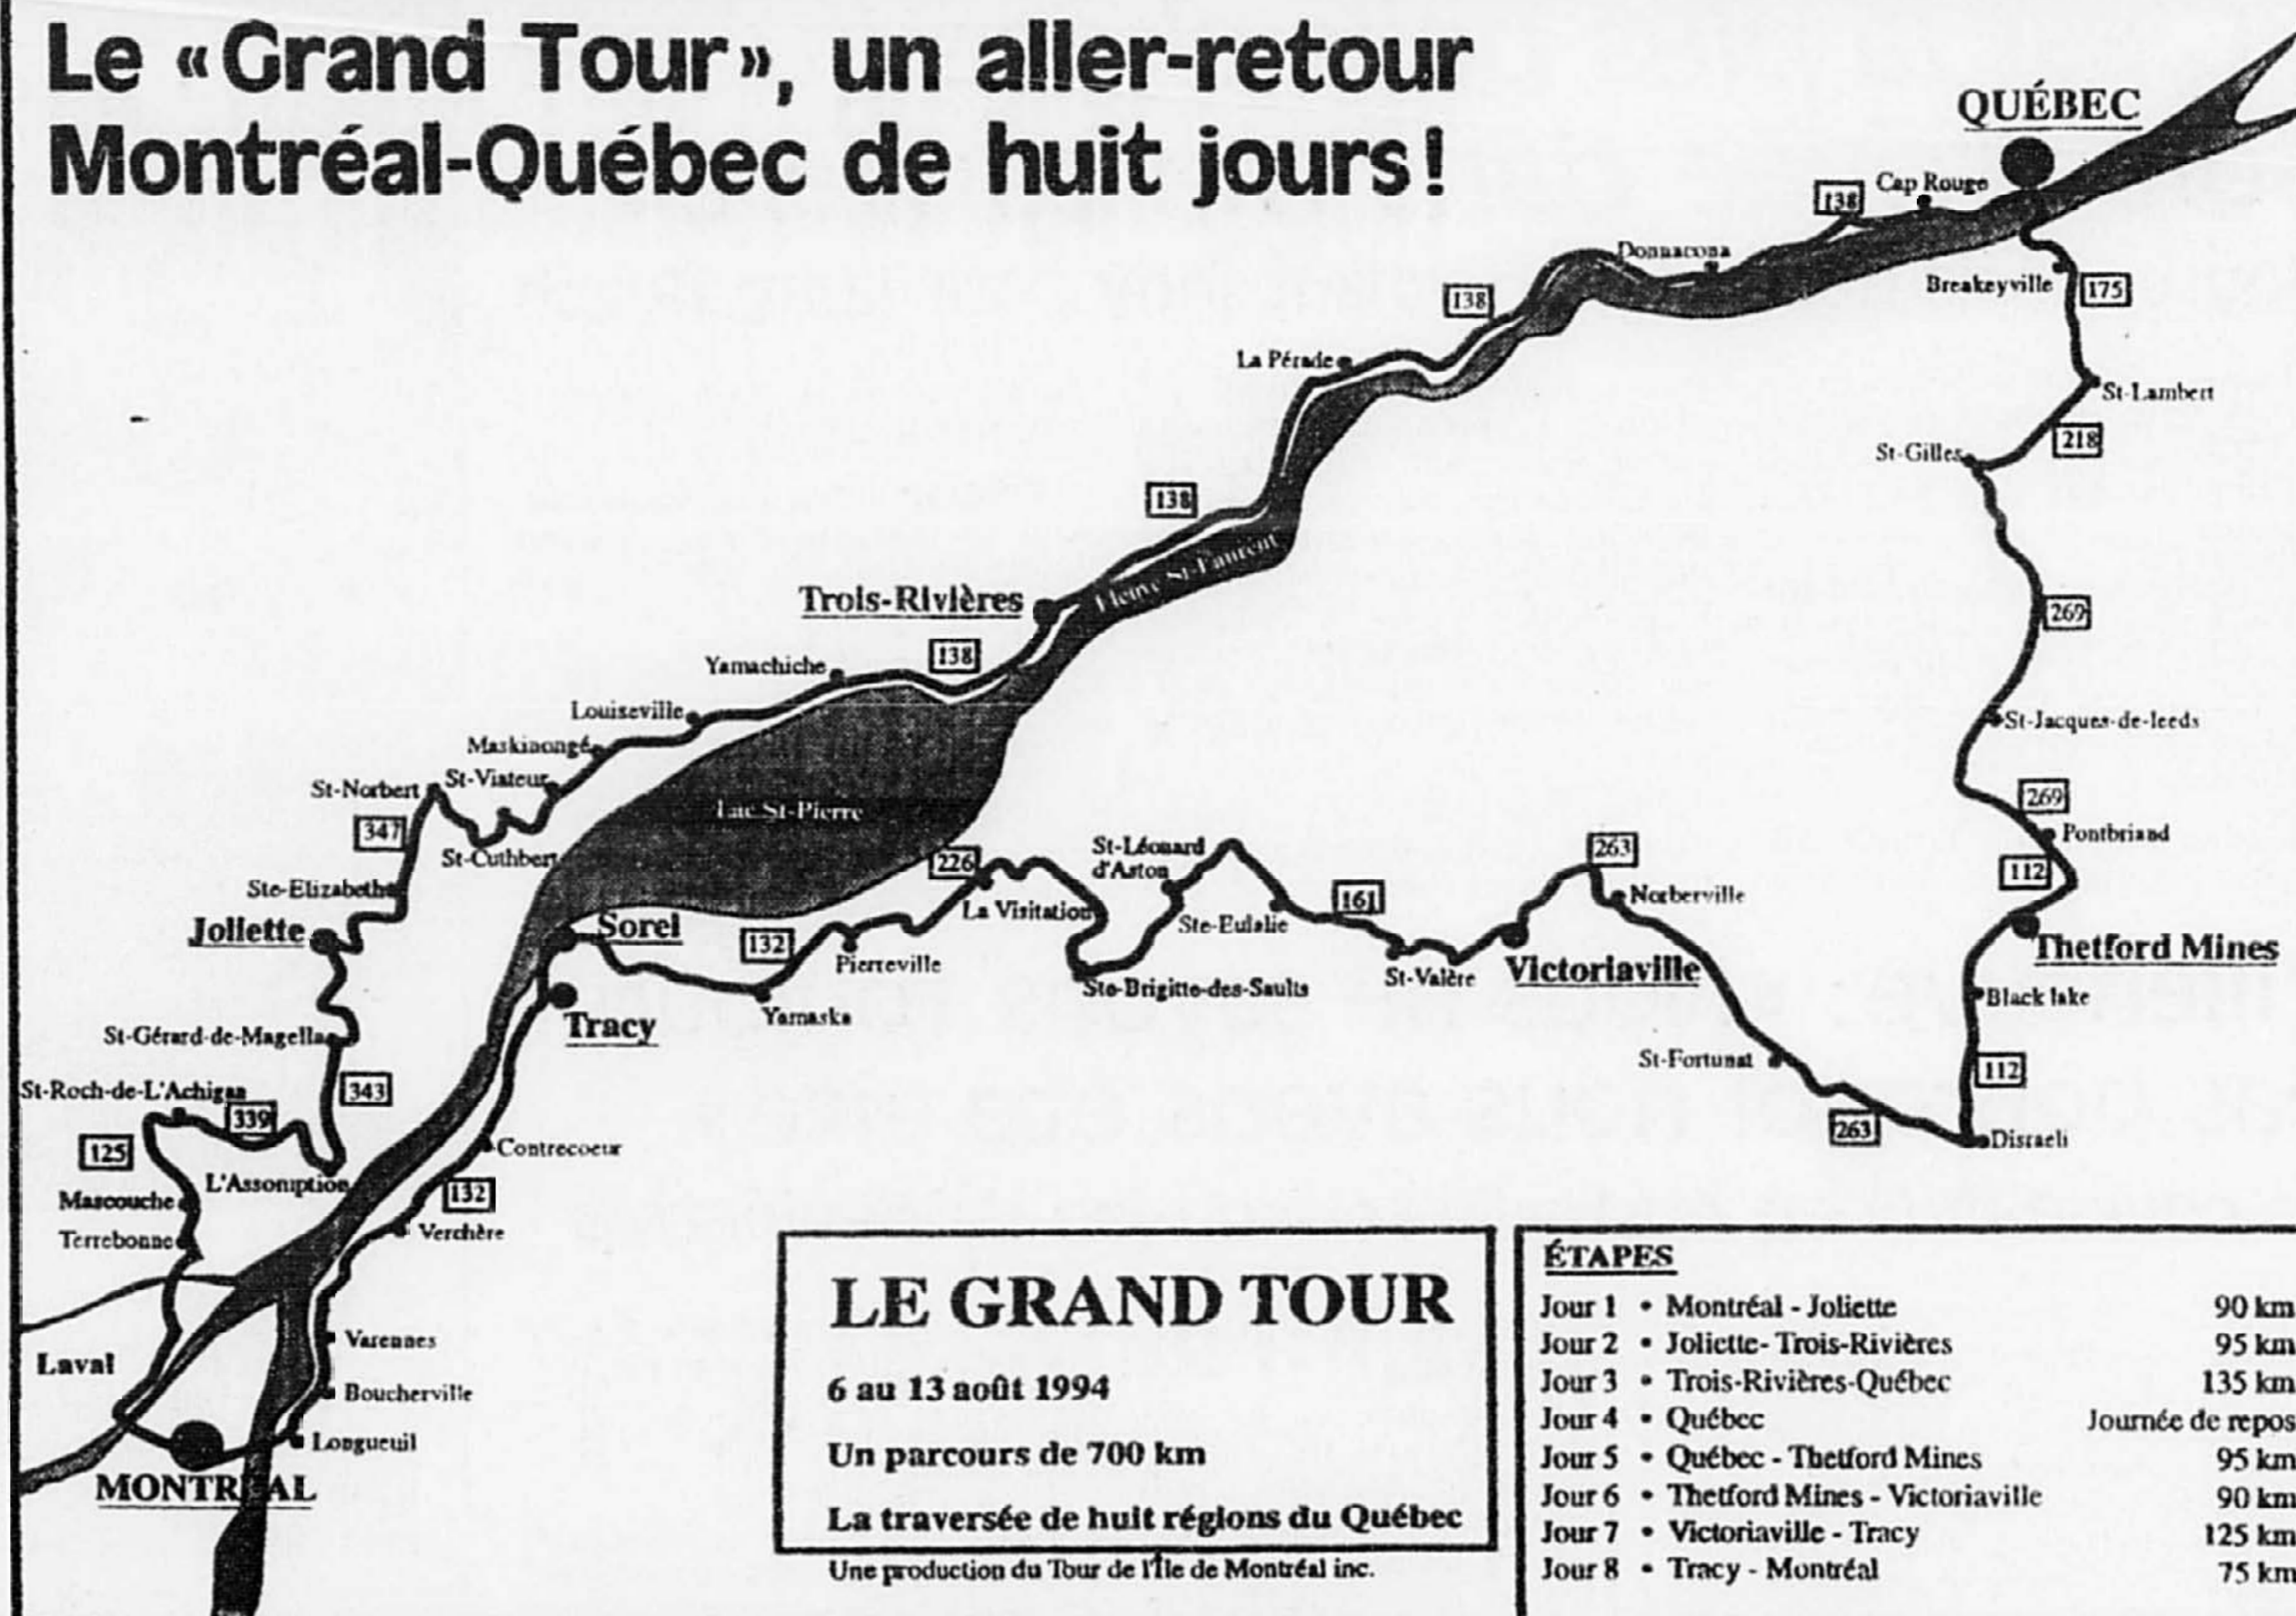 Le «Grand Tour», un aller-retour
Montréal-Québec de huit jours!
QUÉBEC
Cap Rouge
138
Donnacona
Breakeyville
175
138
La Pérade
St-Lambert
218
St-Gilles
138
Fleuve St-Laurent
Trois-Rivières
269
138
Yamachiche
Louiseville
St-Jacques-de-leeds
Maskinongé
St-Viateur
St-Norbert
269
347
Pontbriand
Lac St-Pierre
St-Cuthbert
226
St-Léonard
d'Aston
263
112
Ste-Elizabeth
161
Norberville
La Visitation
Joliette
Sorel
Ste-Eulalie
132
Thetford Mines
Pierreville
St-Valère
Victoriaville
Ste-Brigitte-des-Saults
Black lake
Yamaska
Tracy
St-Gérard-de-Magella
St-Fortunat
112
St-Roch-de-L'Achigan
343
339
263
Disraeli
125
Contrecoeur
L'Assomption
132
Mascouche
Verchère
Terrebonne
Varennes
Laval
Boucherville
Longueuil
MONTRÉAL
LE GRAND TOUR
6 au 13 août 1994
Un parcours de 700 km
La traversée de huit régions du Québec
Une production du Tour de l'Île de Montréal inc.
ÉTAPES
Jour 1 • Montréal - Joliette 90 km
Jour 2 • Joliette- Trois-Rivières 95 km
Jour 3 • Trois-Rivières-Québec 135 km
Jour 4 • Québec Journée de repos
Jour 5 • Québec - Thetford Mines 95 km
Jour 6 • Thetford Mines - Victoriaville 90 km
Jour 7 • Victoriaville - Tracy 125 km
Jour 8 • Tracy - Montréal 75 km